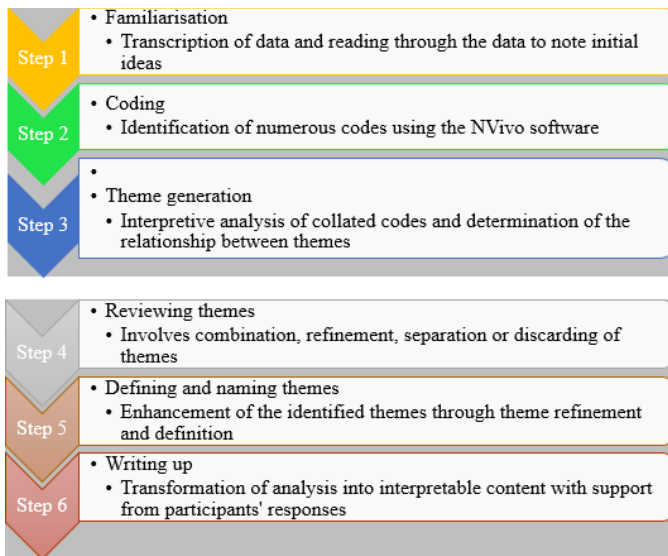 Step 1
• Familiarisation
• Transcription of data and reading through the data to note initial
ideas
Step 2
• Coding
• Identification of numerous codes using the NVivo software
Step 3
•
• Theme generation
• Interpretive analysis of collated codes and determination of the
relationship between themes
Step 4
• Reviewing themes
• Involves combination, refinement, separation or discarding of
themes
Step 5
• Defining and naming themes
• Enhancement of the identified themes through theme refinement
and definition
Step 6
• Writing up
• Transformation of analysis into interpretable content with support
from participants' responses